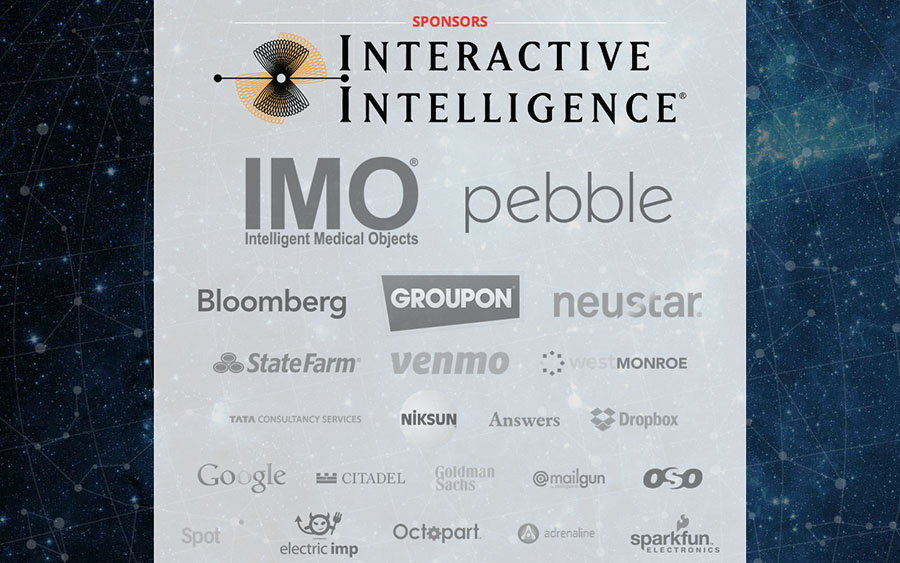 SPONSORS
INTERACTIVE
INTELLIGENCE®
IMO®
Intelligent Medical Objects
pebble
Bloomberg
GROUPON
neustar
StateFarm
venmo
westMONROE
TATA CONSULTANCY SERVICES
NiKSUN
Answers
Dropbox
Google
CITADEL
Goldman
Sachs
@mailgun
oso
Spot
electric imp
Octopart
adrenaline
sparkfun
ELECTRONICS